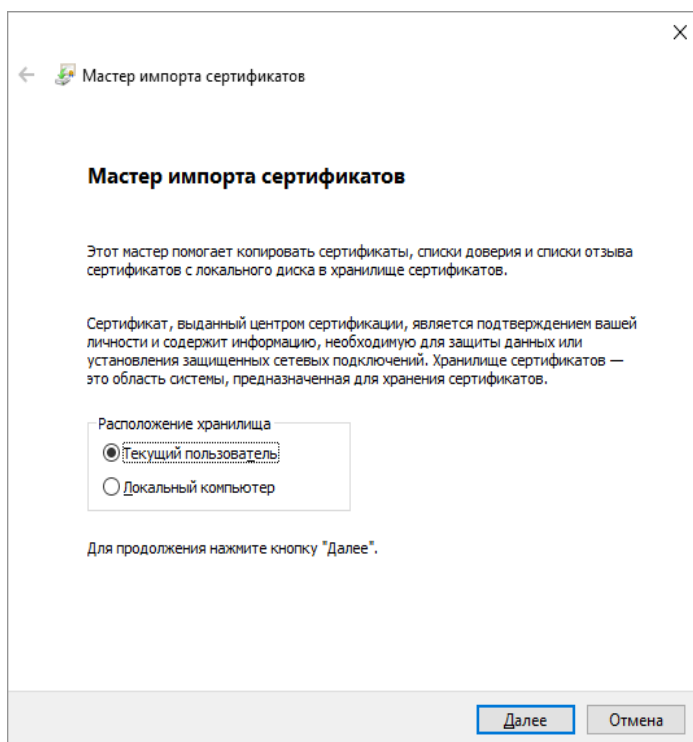 Мастер импорта сертификатов
Мастер импорта сертификатов
Этот мастер помогает копировать сертификаты, списки доверия и списки отзыва
сертификатов с локального диска в хранилище сертификатов.
Сертификат, выданный центром сертификации, является подтверждением вашей
личности и содержит информацию, необходимую для защиты данных или
установления защищенных сетевых подключений. Хранилище сертификатов —
это область системы, предназначенная для хранения сертификатов.
Расположение хранилища
Текущий пользователь
Локальный компьютер
Для продолжения нажмите кнопку "Далее".
Далее
Отмена